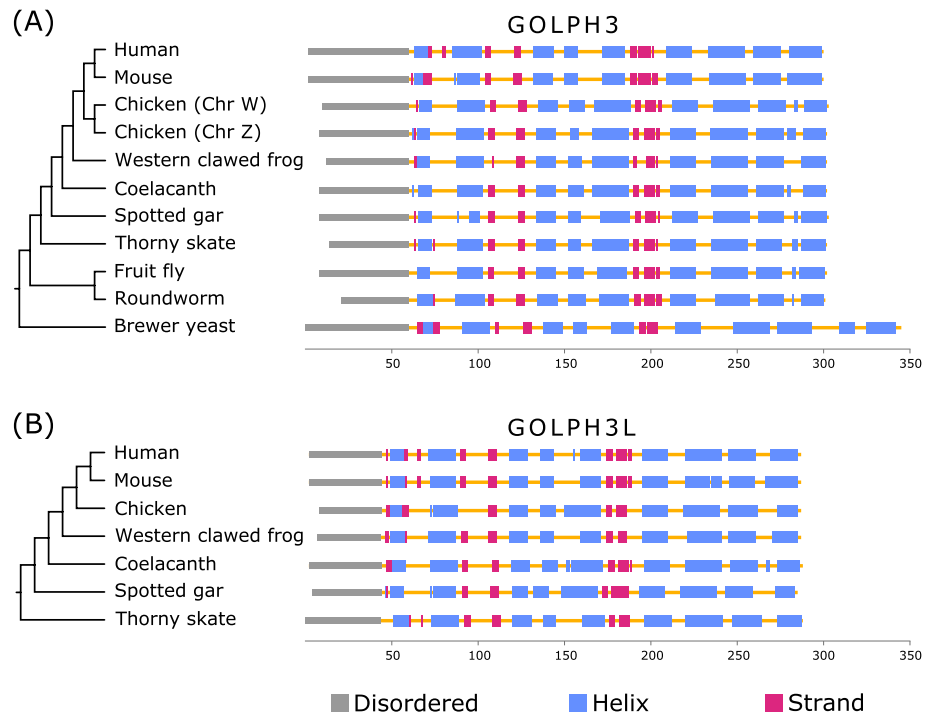 (A) GOLPH3
Human
Mouse
Chicken (Chr W)
Chicken (Chr Z)
Western clawed frog
Coelacanth
Spotted gar
Thorny skate
Fruit fly
Roundworm
Brewer yeast
50 100 150 200 250 300 350
(B) GOLPH3L
Human
Mouse
Chicken
Western clawed frog
Coelacanth
Spotted gar
Thorny skate
50 100 150 200 250 300 350
Disordered Helix Strand